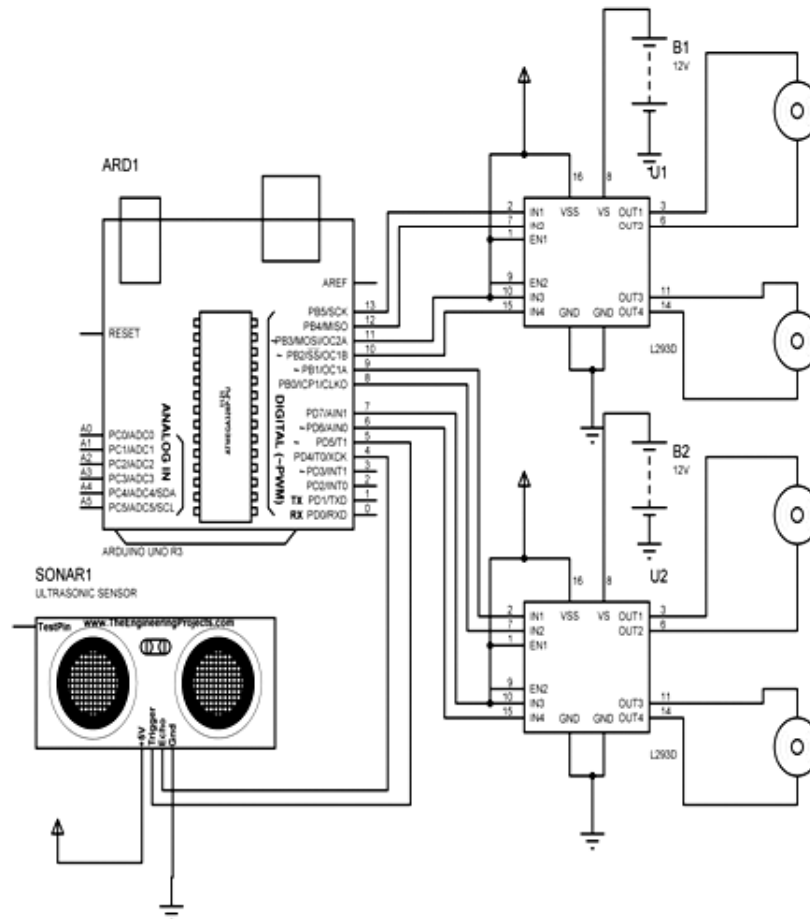 ARD1
ARDUINO UNO R3
RESET
AREF
PB5/SCK 13
PB4/MISO 12
~PB3/MOSI/OC2A 11
~ PB2/SS/OC1B 10
~ PB1/OC1A 9
PB0/ICP1/CLKO 8
PD7/AIN1 7
~PD6/AIN0 6
~ PD5/T1 5
PD4/T0/XCK 4
~PD3/INT1 3
PD2/INT0 2
TX PD1/TXD 1
RX PD0/RXD 0
DIGITAL (~PWM)
ANALOG IN
A0 PC0/ADC0
A1 PC1/ADC1
A2 PC2/ADC2
A3 PC3/ADC3
A4 PC4/ADC4/SDA
A5 PC5/ADC5/SCL
SONAR1
ULTRASONIC SENSOR
TestPin
www.TheEngineeringProjects.com
+5V
Trigger
Echo
Gnd
B1
12V
U1
16
8
2 IN1
7 IN2
1 EN1
9 EN2
10 IN3
15 IN4
VSS
VS
OUT1 3
OUT2 6
OUT3 11
OUT4 14
GND
GND
L293D
B2
12V
U2
16
8
2 IN1
7 IN2
1 EN1
9 EN2
10 IN3
15 IN4
VSS
VS
OUT1 3
OUT2 6
OUT3 11
OUT4 14
GND
GND
L293D